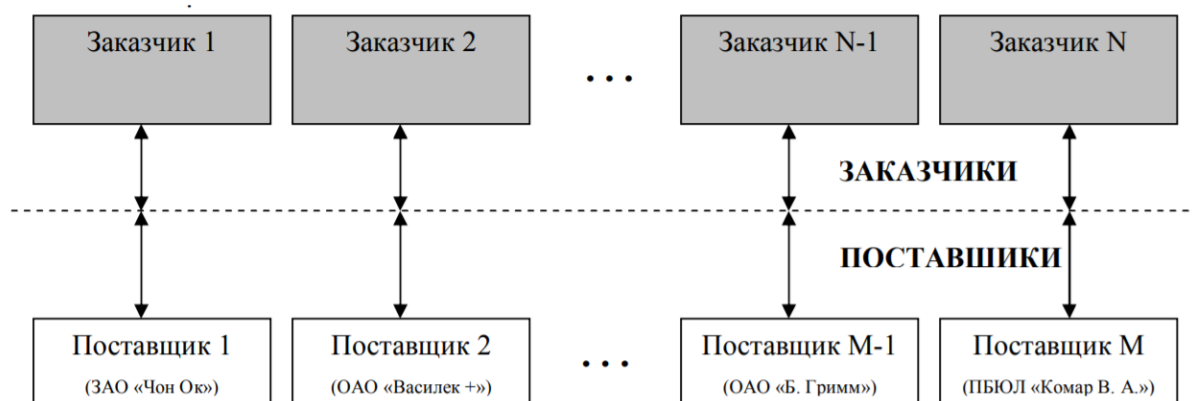 Заказчик 1
Заказчик 2
. . .
Заказчик N-1
Заказчик N
ЗАКАЗЧИКИ
ПОСТАВШИКИ
Поставщик 1
(ЗАО «Чон Ок»)
Поставщик 2
(ОАО «Василек +»)
. . .
Поставщик M-1
(ОАО «Б. Гримм»)
Поставщик M
(ПБЮЛ «Комар В. А.»)